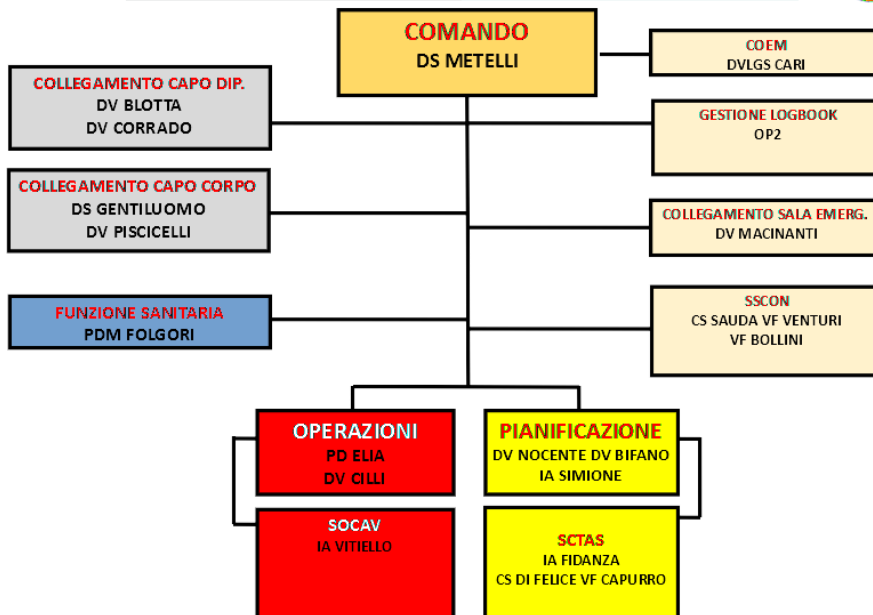 COMANDO
DS METELLI
COEM
DVLGS CARI
COLLEGAMENTO CAPO DIP.
DV BLOTTA
DV CORRADO
GESTIONE LOGBOOK
OP2
COLLEGAMENTO CAPO CORPO
DS GENTILUOMO
DV PISCICELLI
COLLEGAMENTO SALA EMERG.
DV MACINANTI
FUNZIONE SANITARIA
PDM FOLGORI
SSCON
CS SAUDA VF VENTURI
VF BOLLINI
OPERAZIONI
PD ELIA
DV CILLI
PIANIFICAZIONE
DV NOCENTE DV BIFANO
IA SIMIONE
SOCAV
IA VITIELLO
SCTAS
IA FIDANZA
CS DI FELICE VF CAPURRO